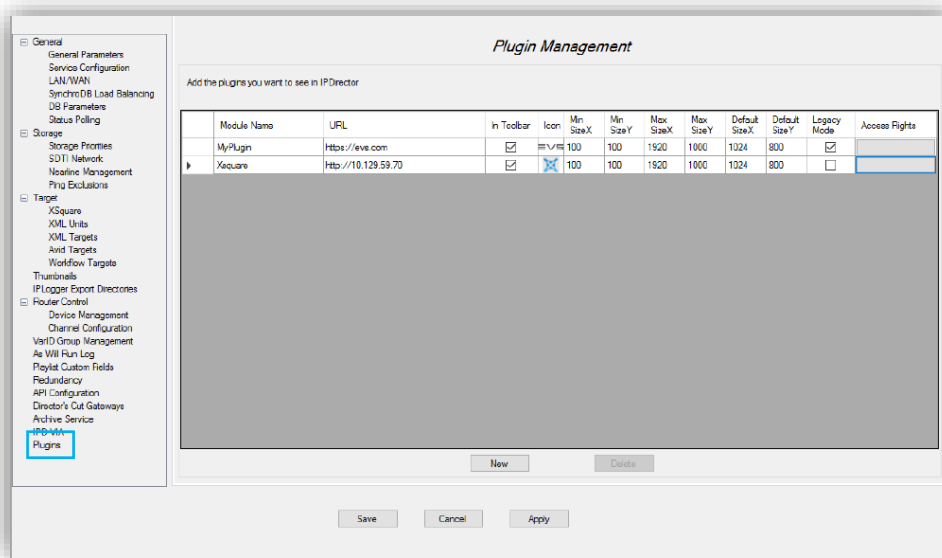 Plugin Management
General
General Parameters
Service Configuration
LAN/WAN
SynchroDB Load Balancing
DB Parameters
Status Polling
Storage
Storage Priorities
SDTI Network
Nearline Management
Ping Exclusions
Target
XSquare
XML Units
XML Targets
Avid Targets
Workflow Targets
Thumbnails
IPLogger Export Directories
Router Control
Device Management
Channel Configuration
VarID Group Management
As Will Run Log
Playlist Custom Fields
Redundancy
API Configuration
Director's Cut Gateways
Archive Service
IPD-VIA
Plugins
Add the plugins you want to see in IPDirector
Module Name URL In Toolbar Icon Min SizeX Min SizeY Max SizeX Max SizeY Default SizeX Default SizeY Legacy Mode Access Rights
MyPlugin https://evs.com EVS 100 100 1920 1000 1024 800
Xsquare http://10.129.59.70 100 100 1920 1000 1024 800
New Delete
Save Cancel Apply